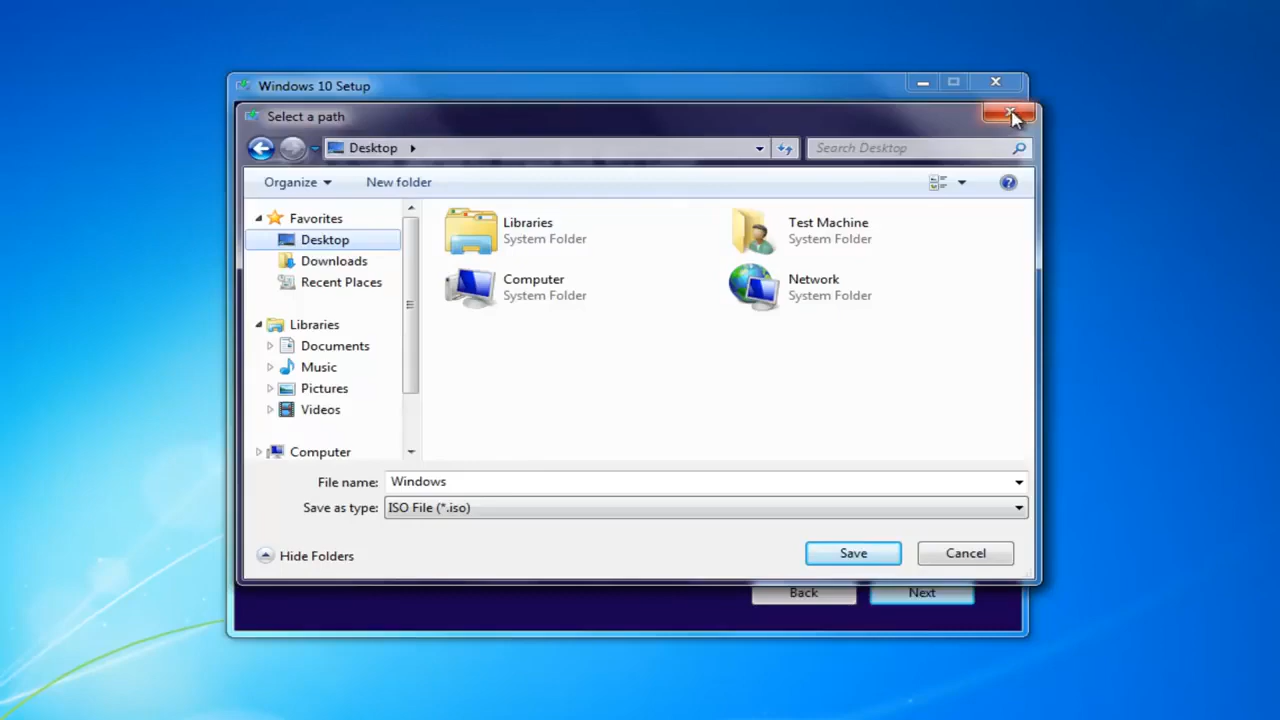 Windows 10 Setup
Select a path
Desktop
Search Desktop
Organize
New folder
Favorites
Desktop
Downloads
Recent Places
Libraries
Documents
Music
Pictures
Videos
Computer
Libraries
System Folder
Test Machine
System Folder
Computer
System Folder
Network
System Folder
File name: Windows
Save as type: ISO File (*.iso)
Hide Folders
Save
Cancel
Back
Next